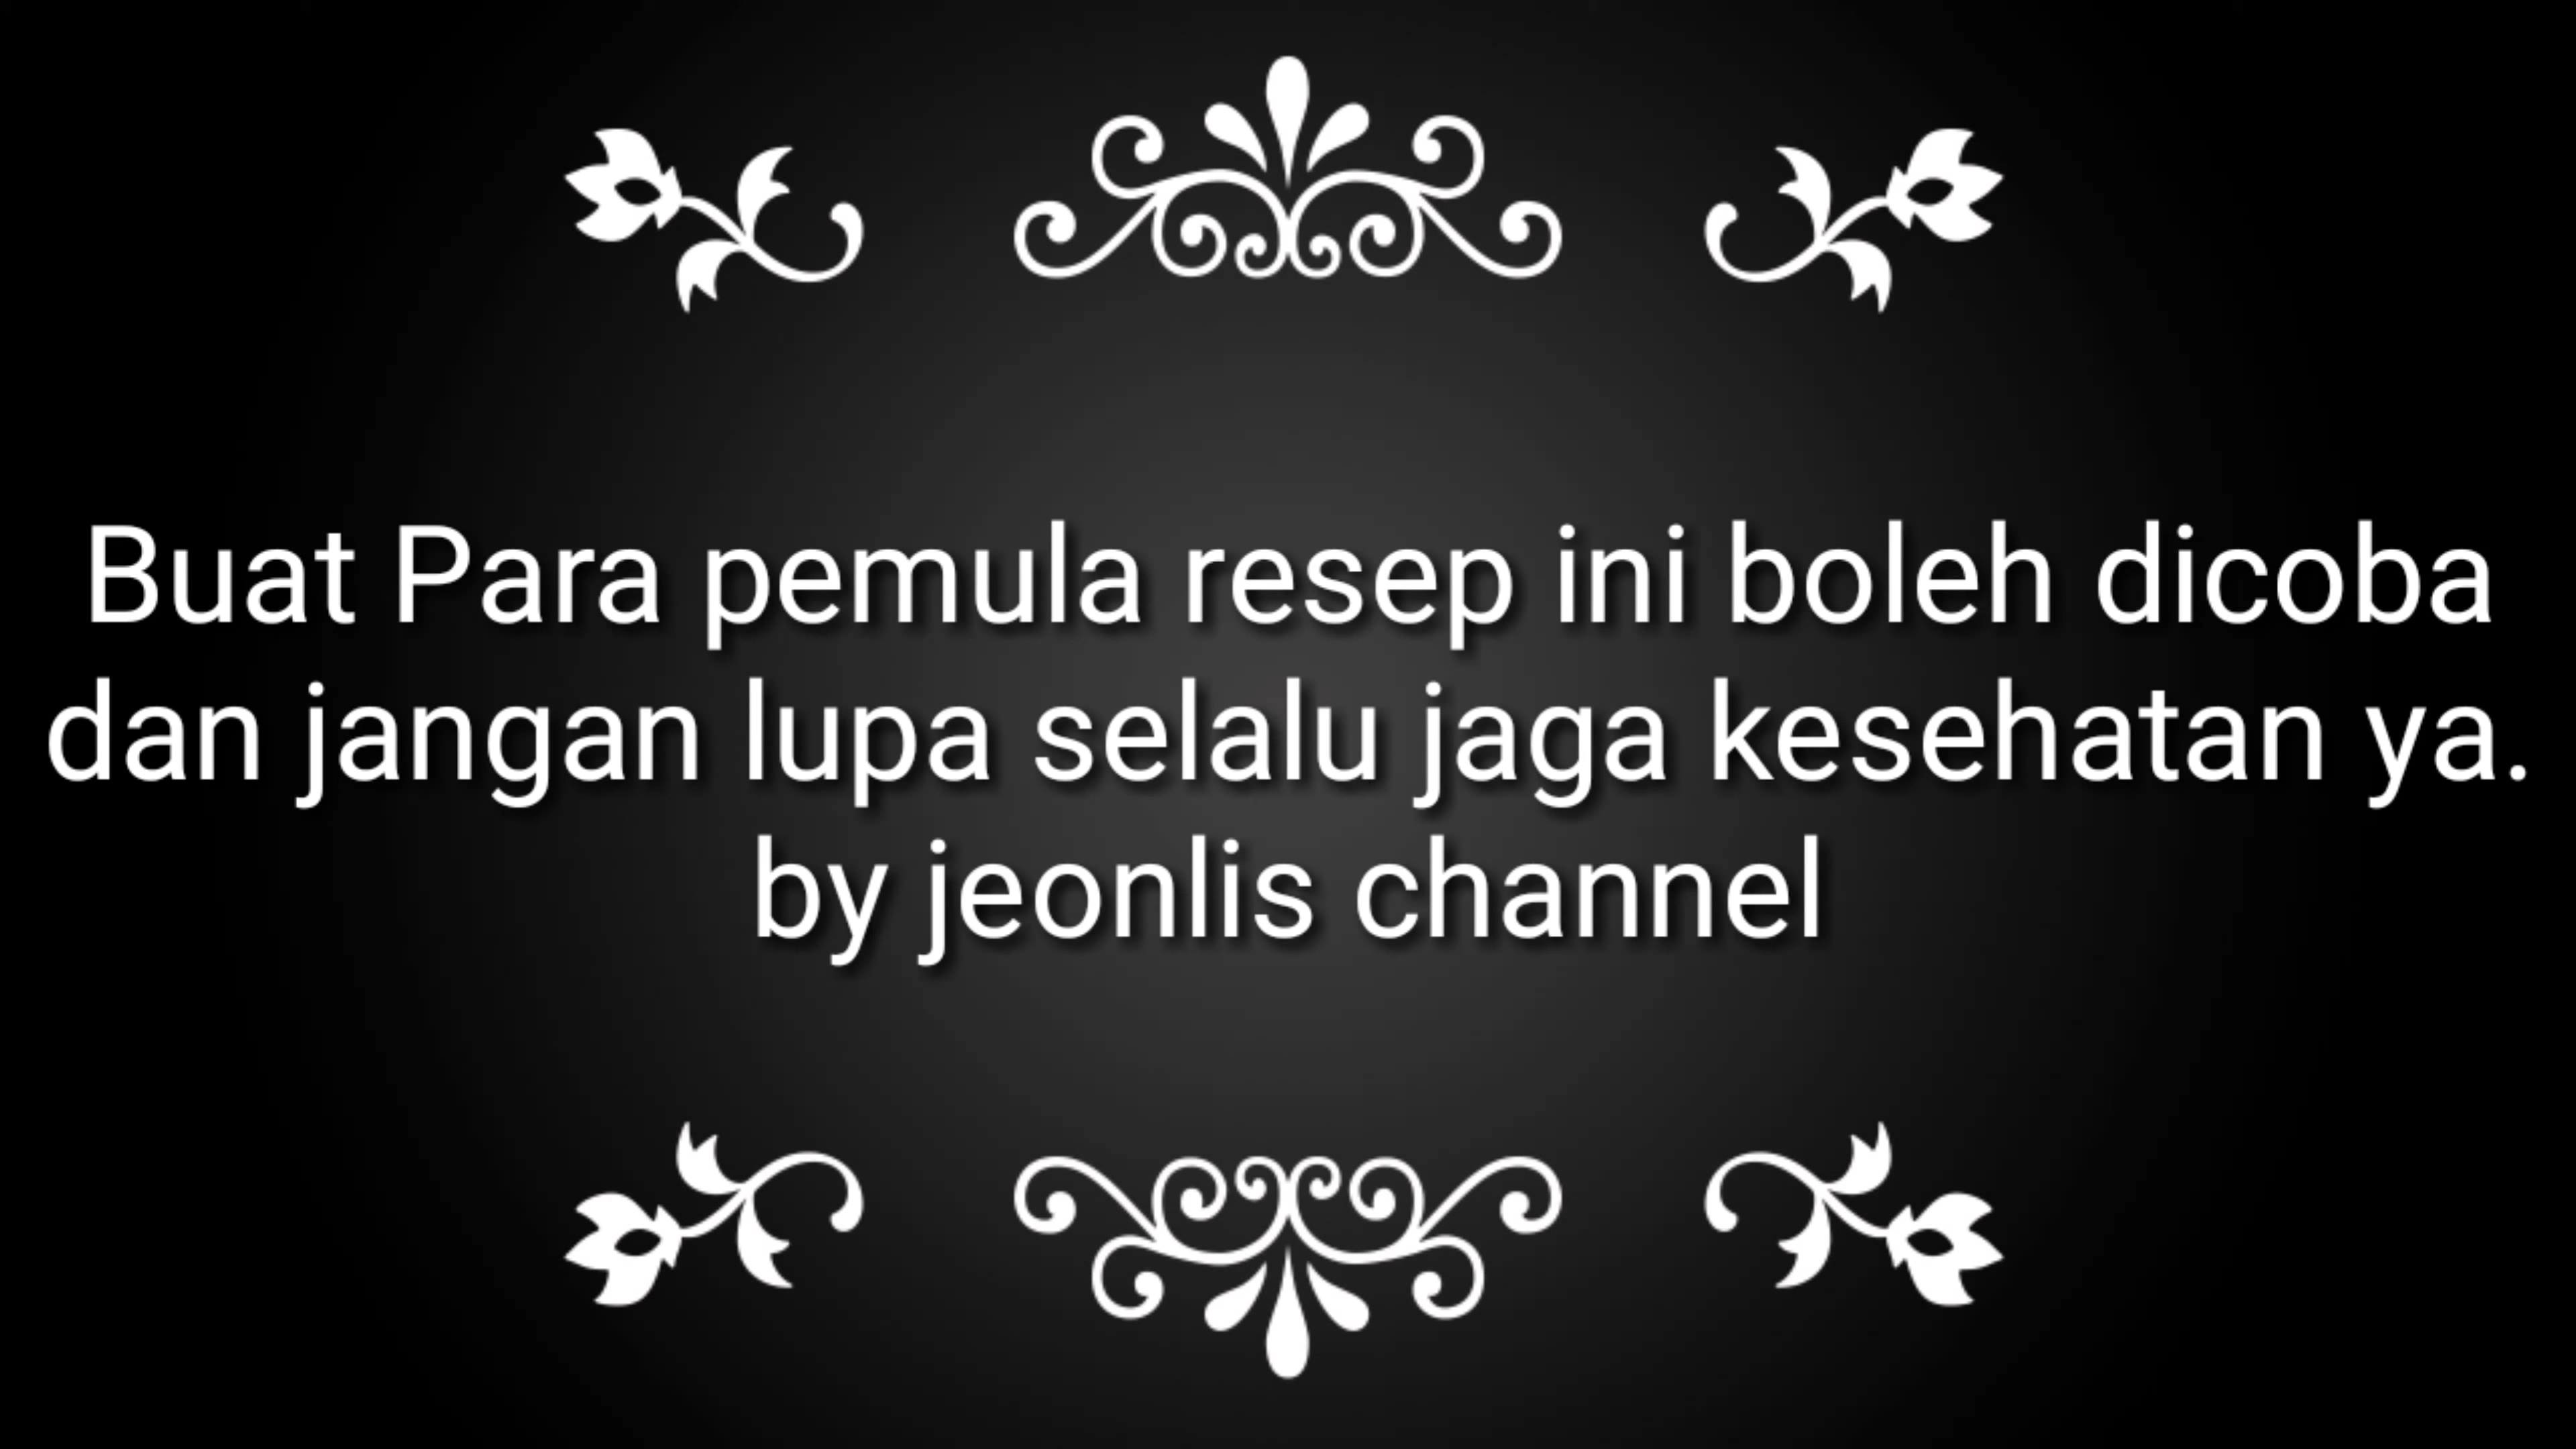 Buat Para pemula resep ini boleh dicoba
dan jangan lupa selalu jaga kesehatan ya.
by jeonlis channel